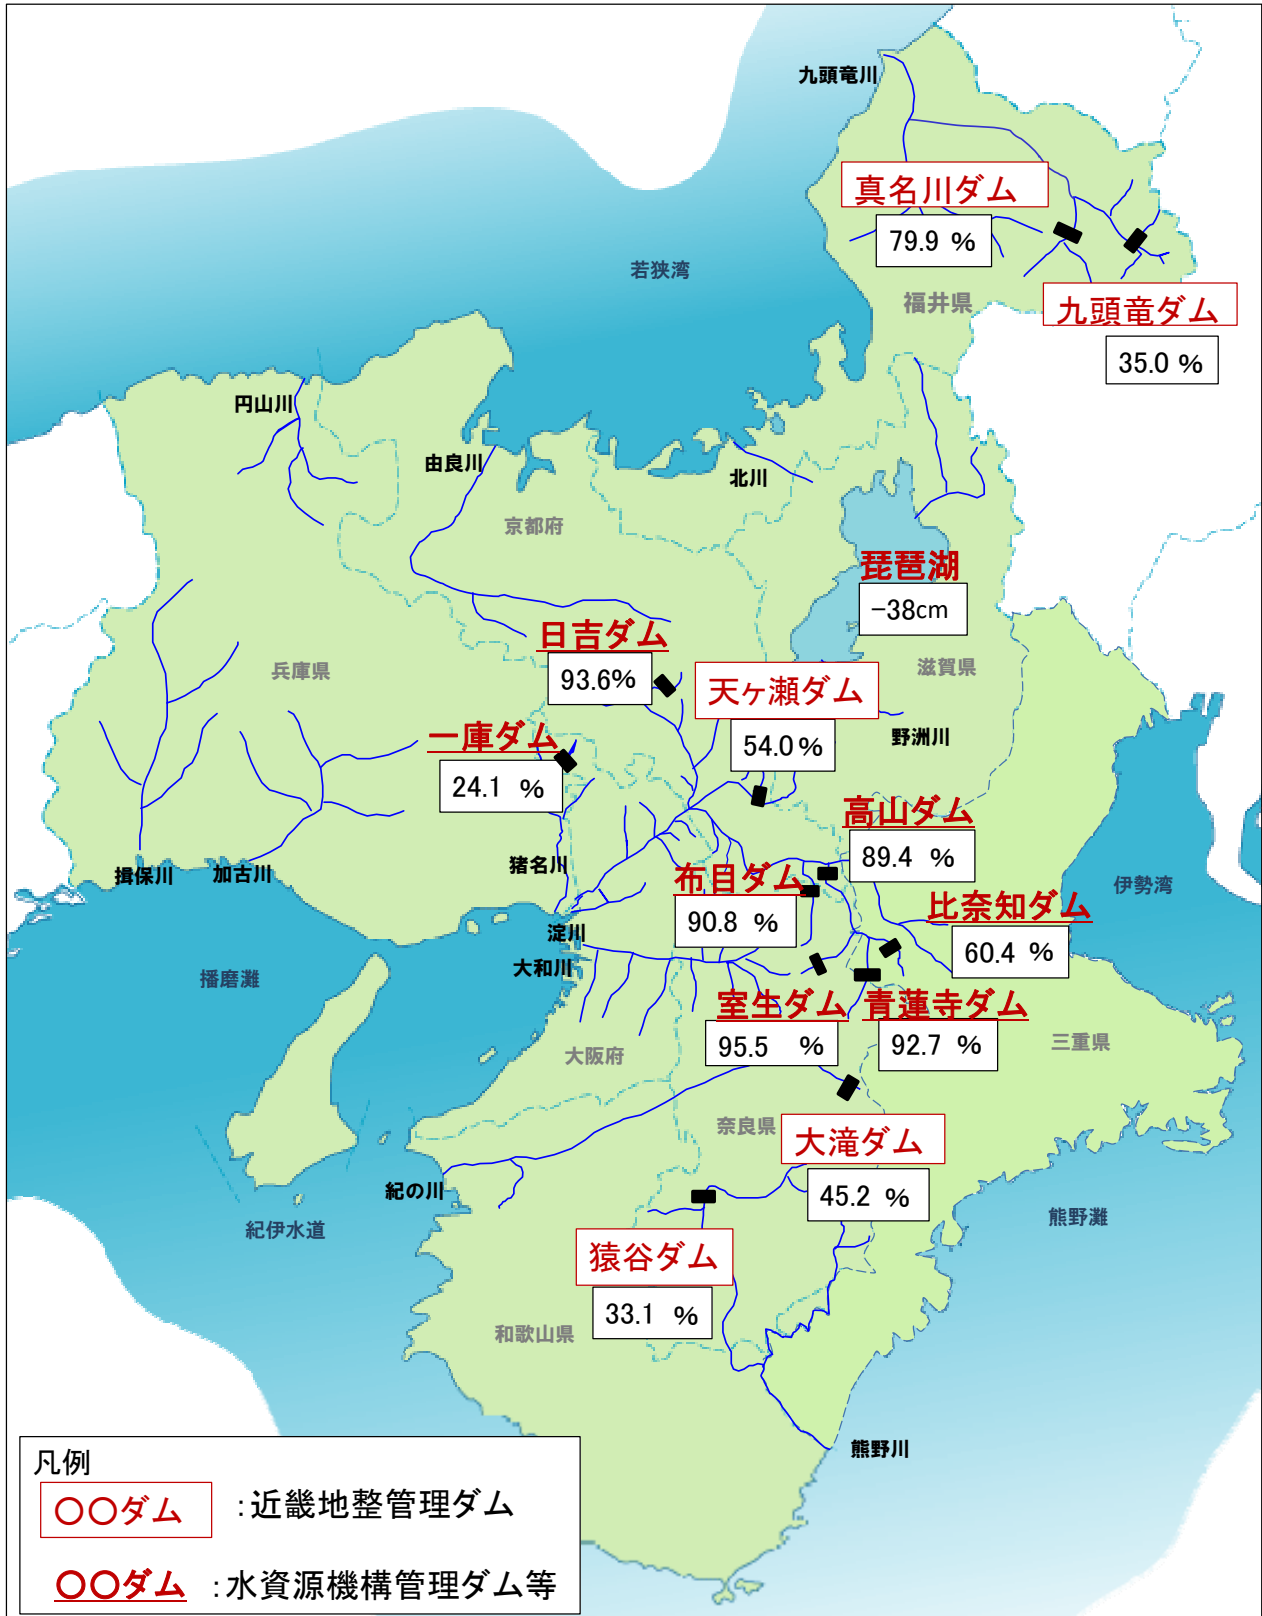 九頭竜川
真名川ダム
79.9 %
若狭湾
福井県
九頭竜ダム
35.0 %
円山川
由良川
北川
京都府
琵琶湖
-38cm
日吉ダム
93.6%
兵庫県
滋賀県
天ヶ瀬ダム
54.0%
野洲川
一庫ダム
24.1 %
高山ダム
89.4 %
猪名川
揖保川
加古川
布目ダム
90.8 %
伊勢湾
比奈知ダム
60.4 %
淀川
大和川
播磨灘
室生ダム
95.5 %
青蓮寺ダム
92.7 %
大阪府
三重県
奈良県
大滝ダム
45.2 %
紀の川
紀伊水道
熊野灘
猿谷ダム
33.1 %
和歌山県
熊野川
凡例
〇〇ダム :近畿地整管理ダム
〇〇ダム :水資源機構管理ダム等